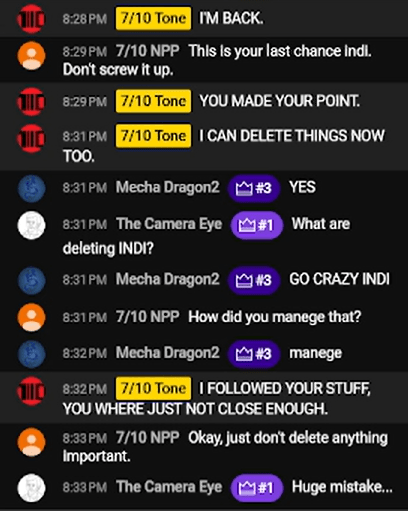 8:28 PM 7/10 Tone I'M BACK.
8:29 PM 7/10 NPP This is your last chance indi.
Don't screw it up.
8:29 PM 7/10 Tone YOU MADE YOUR POINT.
8:31 PM 7/10 Tone I CAN DELETE THINGS NOW
TOO.
8:31 PM Mecha Dragon2 #3 YES
8:31 PM The Camera Eye #1 What are
deleting INDI?
8:31 PM Mecha Dragon2 #3 GO CRAZY INDI
8:31 PM 7/10 NPP How did you manege that?
8:32 PM Mecha Dragon2 #3 manege
8:32 PM 7/10 Tone I FOLLOWED YOUR STUFF,
YOU WHERE JUST NOT CLOSE ENOUGH.
8:33 PM 7/10 NPP Okay, just don't delete anything
important.
8:33 PM The Camera Eye #1 Huge mistake...